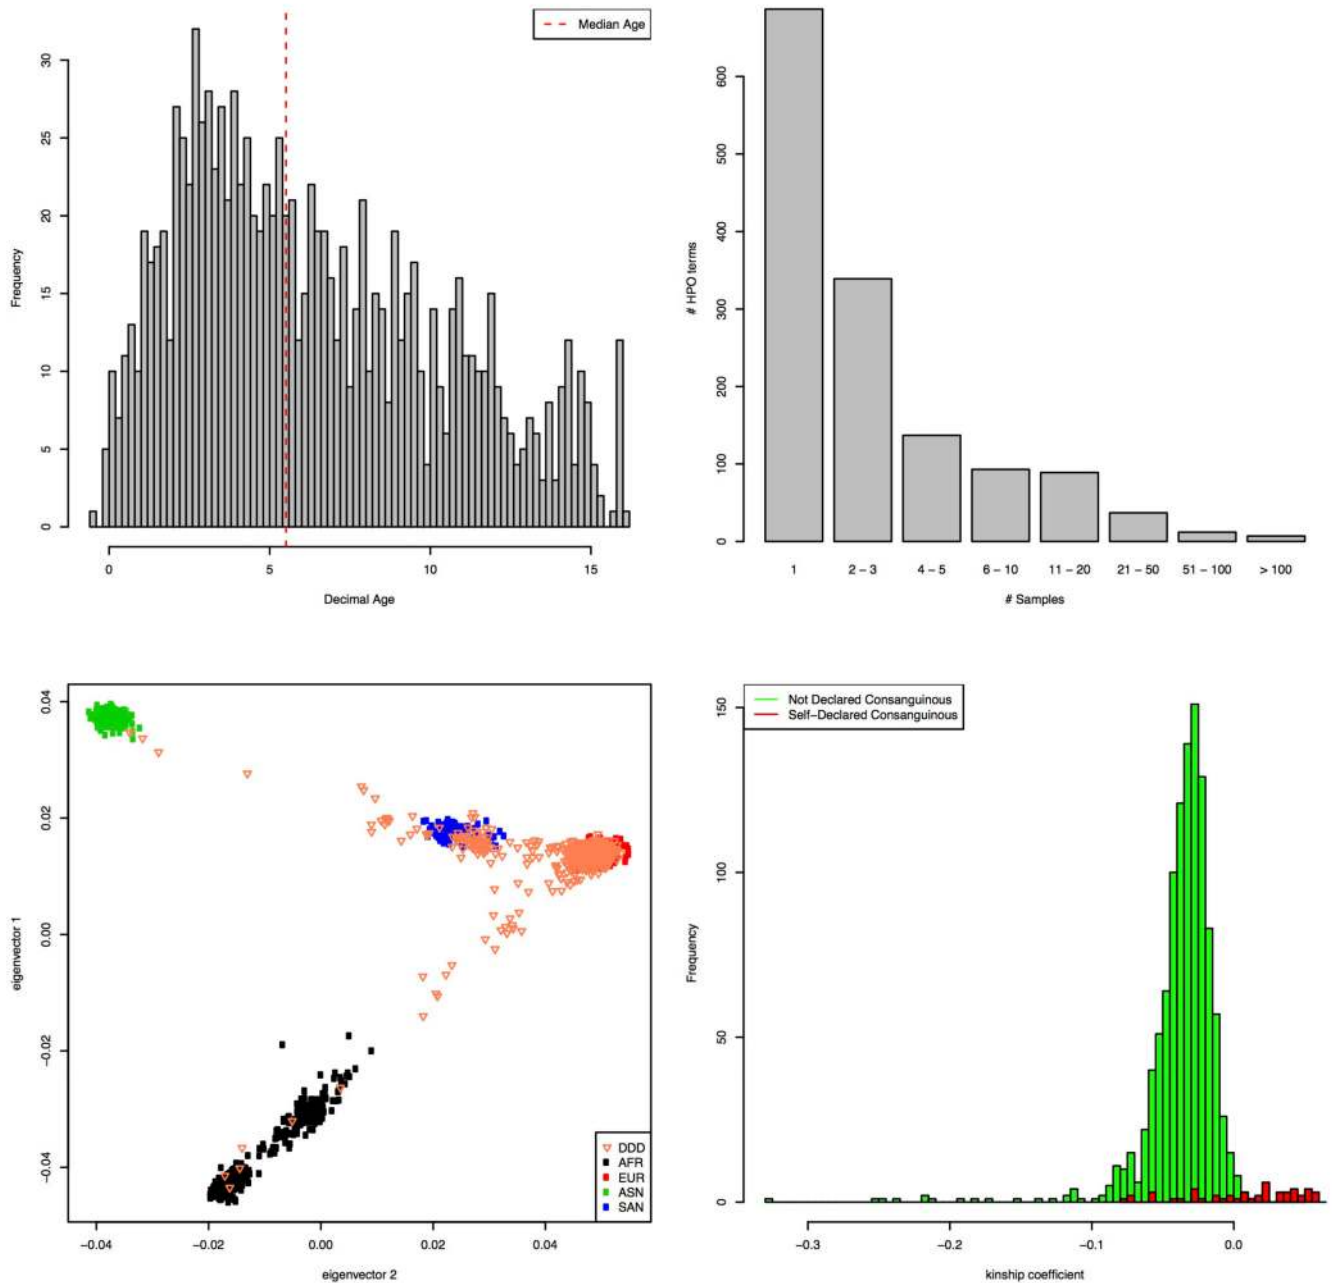 Median Age
30
25
20
15
10
5
0
Frequency
0 5 10 15
Decimal Age
600
500
400
300
200
100
0
# HPO terms
1 2 – 3 4 – 5 6 – 10 11 – 20 21 – 50 51 – 100 > 100
# Samples
0.04
0.02
0.00
−0.02
−0.04
eigenvector 1
DDD
AFR
EUR
ASN
SAN
−0.04 −0.02 0.00 0.02 0.04
eigenvector 2
Not Declared Consanguinous
Self–Declared Consanguinous
150
100
50
0
Frequency
−0.3 −0.2 −0.1 0.0
kinship coefficient